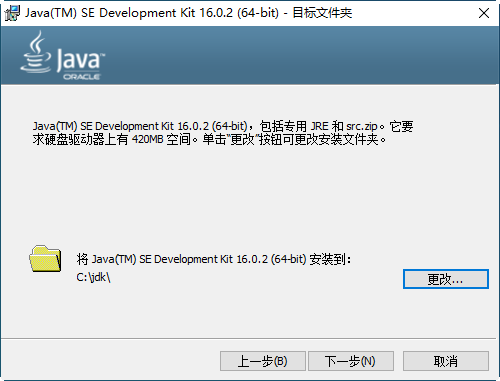 Java(TM) SE Development Kit 16.0.2 (64-bit) - 目标文件夹
Java™
ORACLE
Java(TM) SE Development Kit 16.0.2 (64-bit)，包括专用 JRE 和 src.zip。它要
求硬盘驱动器上有 420MB 空间。单击“更改”按钮可更改安装文件夹。
将 Java(TM) SE Development Kit 16.0.2 (64-bit) 安装到：
C:\jdk\
更改...
上一步(B)
下一步(N)
取消